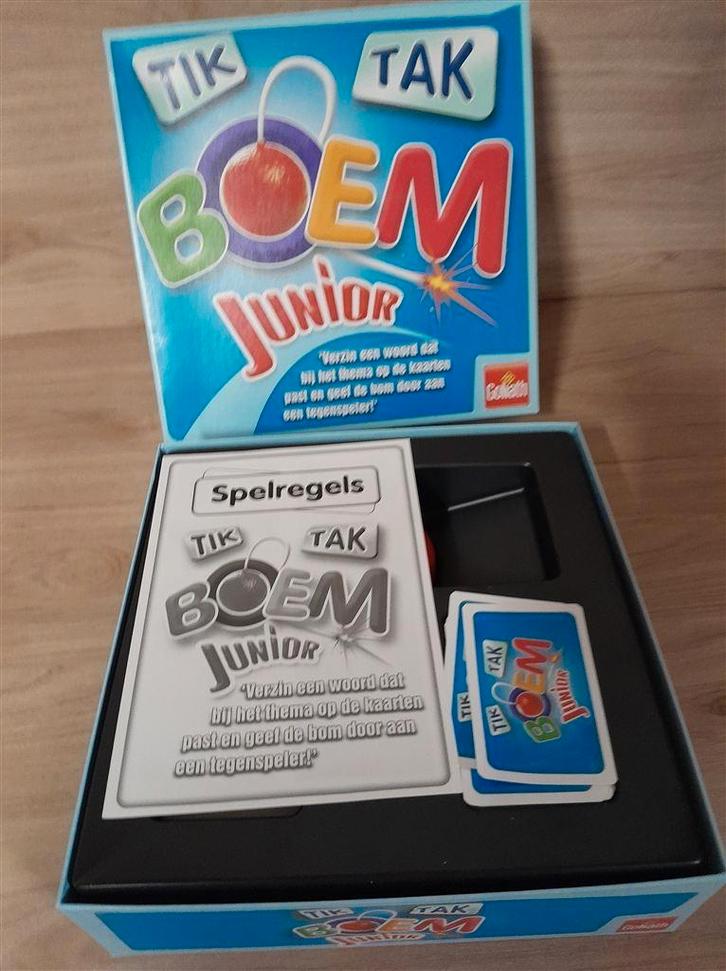 TIK TAK
BOEM
JUNIOR
'Verzin een woord dat
bij het thema op de kaarten
past en geef de bom door aan
een tegenspeler!'
Goliath
Spelregels
TIK TAK
BOEM
JUNIOR
'Verzin een woord dat
bij het thema op de kaarten
past en geef de bom door aan
een tegenspeler!'
TIK
TIK TAK
BOEM
JUNIOR
TIK TAK
BOEM
JUNIOR
Goliath